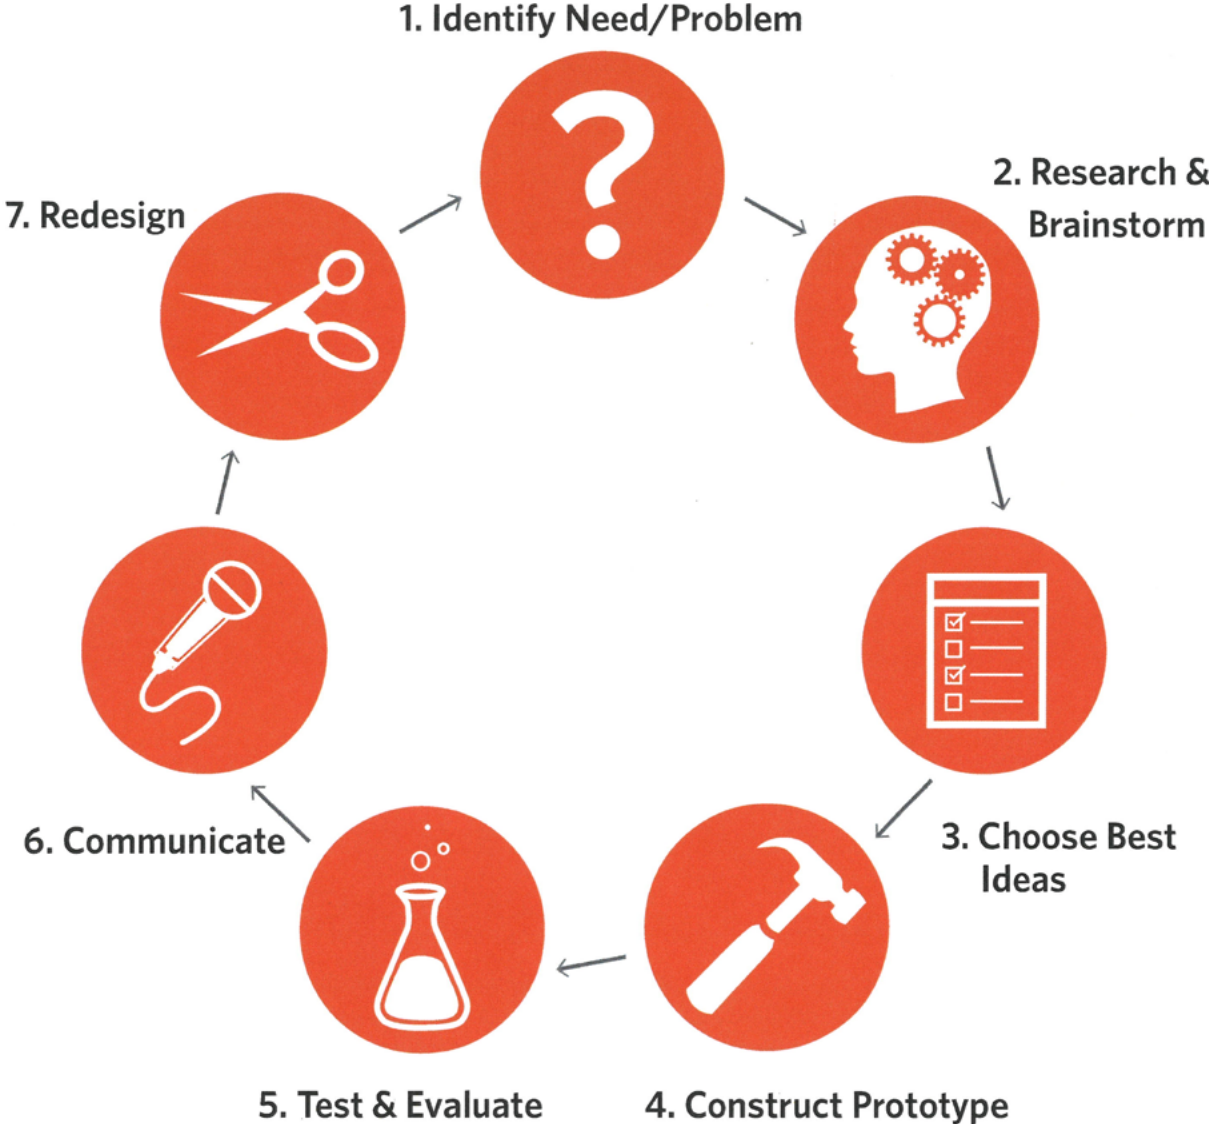 1. Identify Need/Problem
2. Research &
Brainstorm
3. Choose Best
Ideas
4. Construct Prototype
5. Test & Evaluate
6. Communicate
7. Redesign